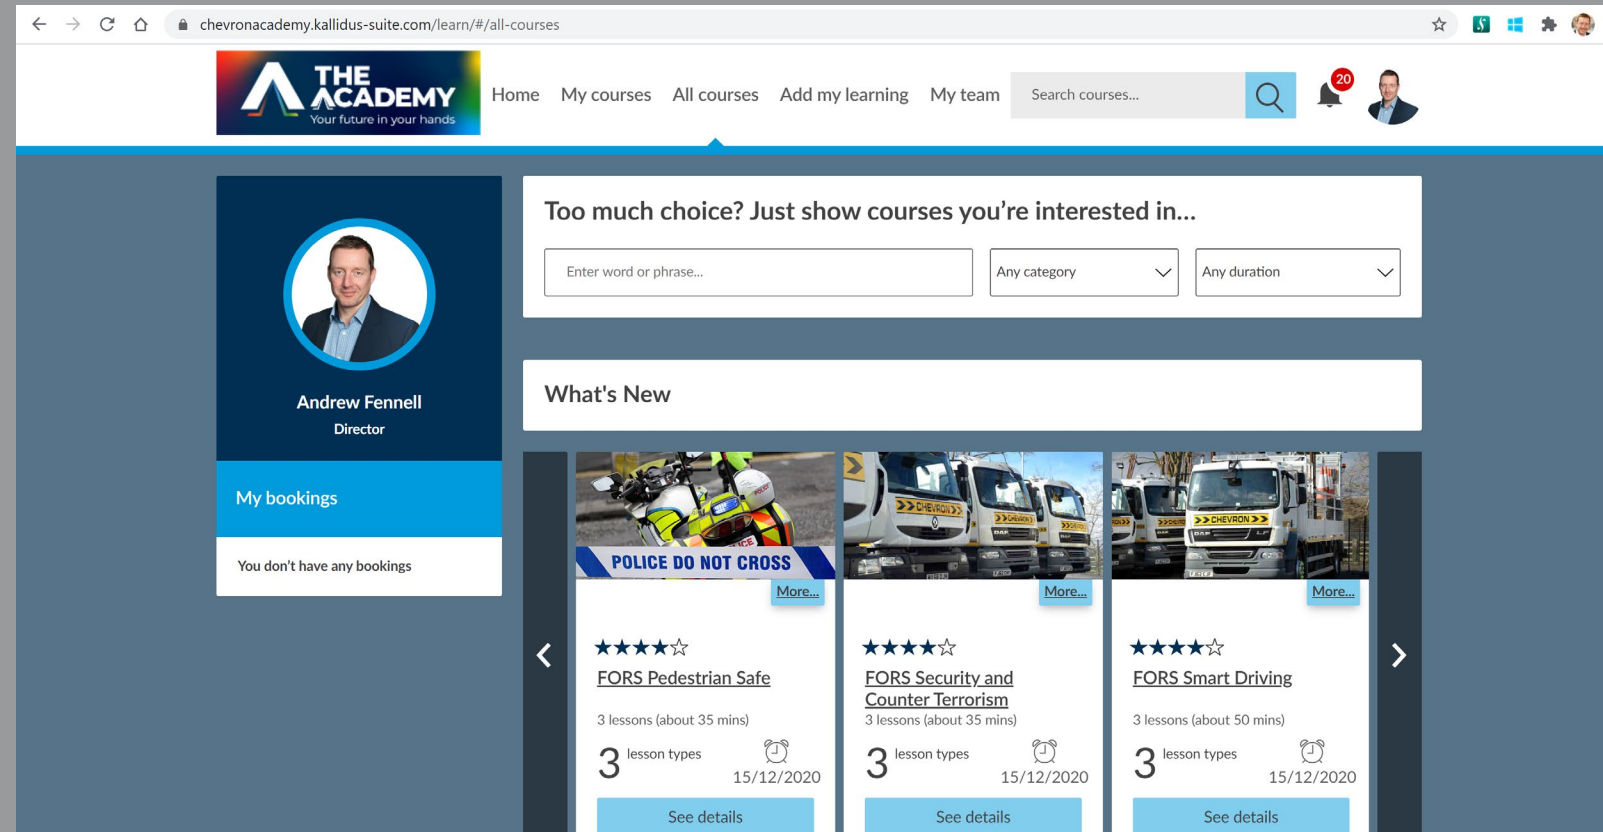 chevronacademy.kallidus-suite.com/learn/#/all-courses
THE
ACADEMY
Your future in your hands
Home My courses All courses Add my learning My team Search courses... 20
Too much choice? Just show courses you're interested in...
Enter word or phrase... Any category Any duration
Andrew Fennell
Director
What's New
My bookings
You don't have any bookings
POLICE
POLICE DO NOT CROSS
>>CHEVRON>>
>>CHEVRON>>
DAF
More... More... More...
FORS Pedestrian Safe
3 lessons (about 35 mins)
3 lesson types
15/12/2020
See details
FORS Security and
Counter Terrorism
3 lessons (about 35 mins)
3 lesson types
15/12/2020
See details
FORS Smart Driving
3 lessons (about 50 mins)
3 lesson types
15/12/2020
See details